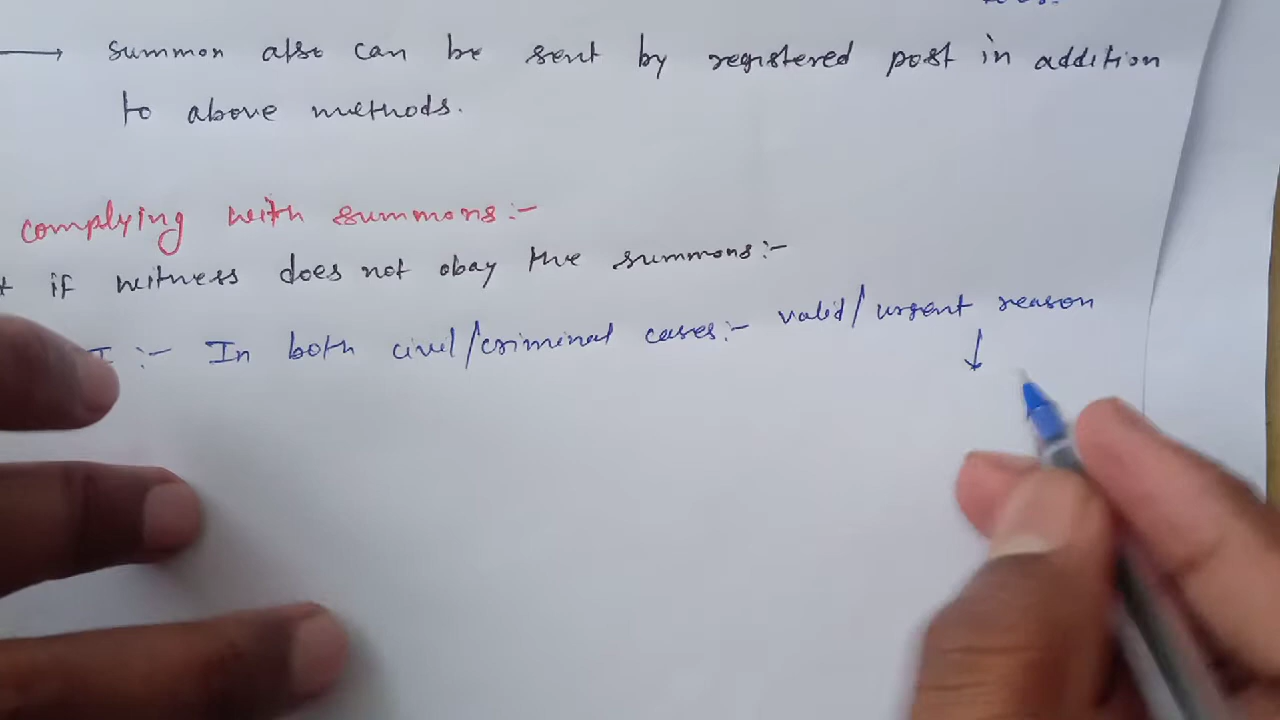 → summon also can be sent by registered post in addition
to above methods.
complying with summons:-
if witness does not obay the summons:-
I :- In both civil/criminal cases:- valid/urgent reason
↓